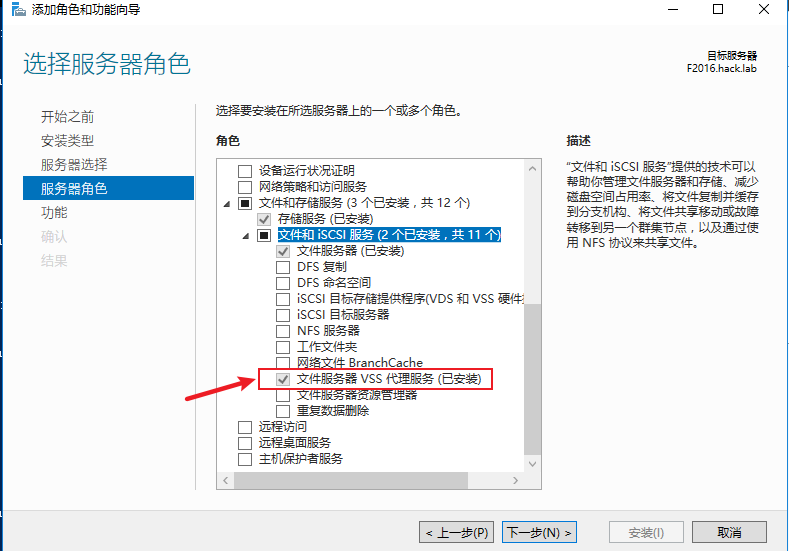 添加角色和功能向导
选择服务器角色
目标服务器
F2016.hack.lab
开始之前
安装类型
服务器选择
服务器角色
功能
确认
结果
选择要安装在所选服务器上的一个或多个角色。
角色
设备运行状况证明
网络策略和访问服务
文件和存储服务 (3 个已安装，共 12 个)
存储服务 (已安装)
文件和 iSCSI 服务 (2 个已安装，共 11 个)
文件服务器 (已安装)
DFS 复制
DFS 命名空间
iSCSI 目标存储提供程序(VDS 和 VSS 硬件
iSCSI 目标服务器
NFS 服务器
工作文件夹
网络文件 BranchCache
文件服务器 VSS 代理服务 (已安装)
文件服务器资源管理器
重复数据删除
远程访问
远程桌面服务
主机保护者服务
描述
“文件和 iSCSI 服务”提供的技术可以
帮助你管理文件服务器和存储、减少
磁盘空间占用率、将文件复制并缓存
到分支机构、将文件共享移动或故障
转移到另一个群集节点，以及通过使
用 NFS 协议来共享文件。
< 上一步(P)
下一步(N) >
安装(I)
取消